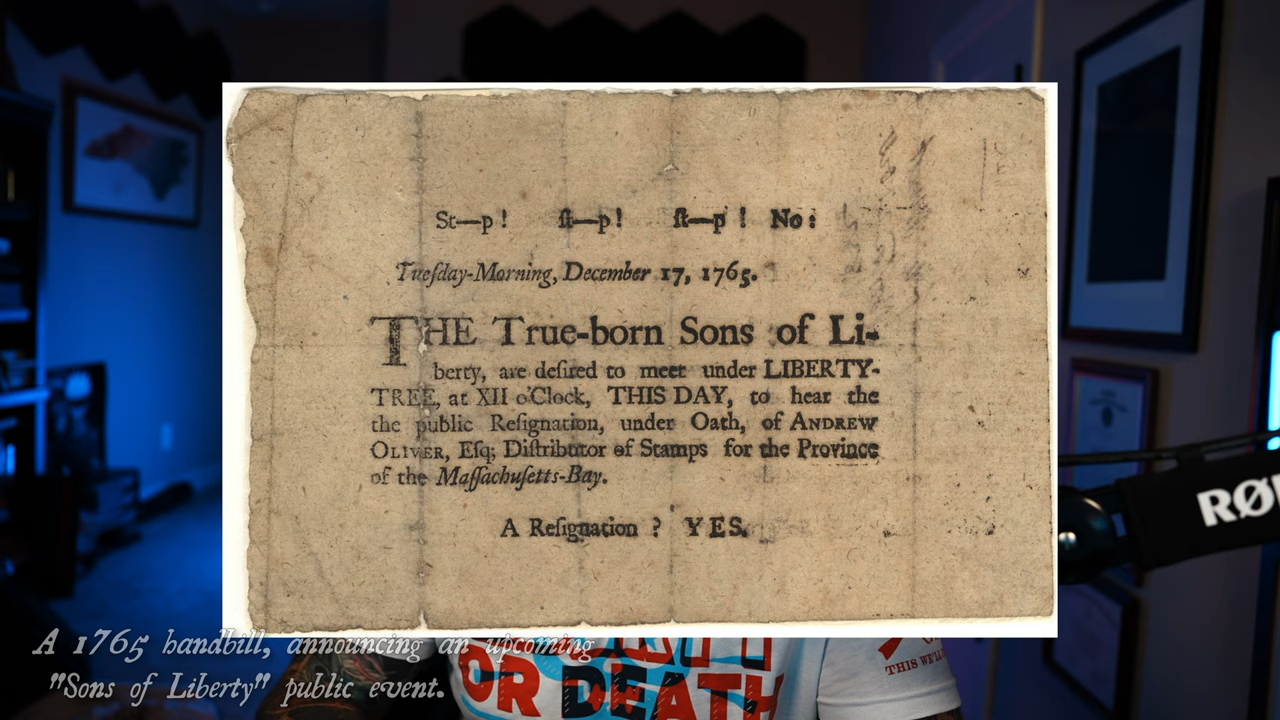 St—p! ſt—p! ſt—p! No:
Tueſday-Morning, December 17, 1765.
THE True-born Sons of Li-
berty, are deſired to meet under LIBERTY-
TREE, at XII o'Clock, THIS DAY, to hear the
the public Reſignation, under Oath, of ANDREW
OLIVER, Eſq; Diſtributor of Stamps for the Province
of the Maſſachuſetts-Bay.
A Reſignation ? YES.
A 1765 handbill, announcing an upcoming
"Sons of Liberty" public event.
OR DEATH
THIS WE'LL
RØD